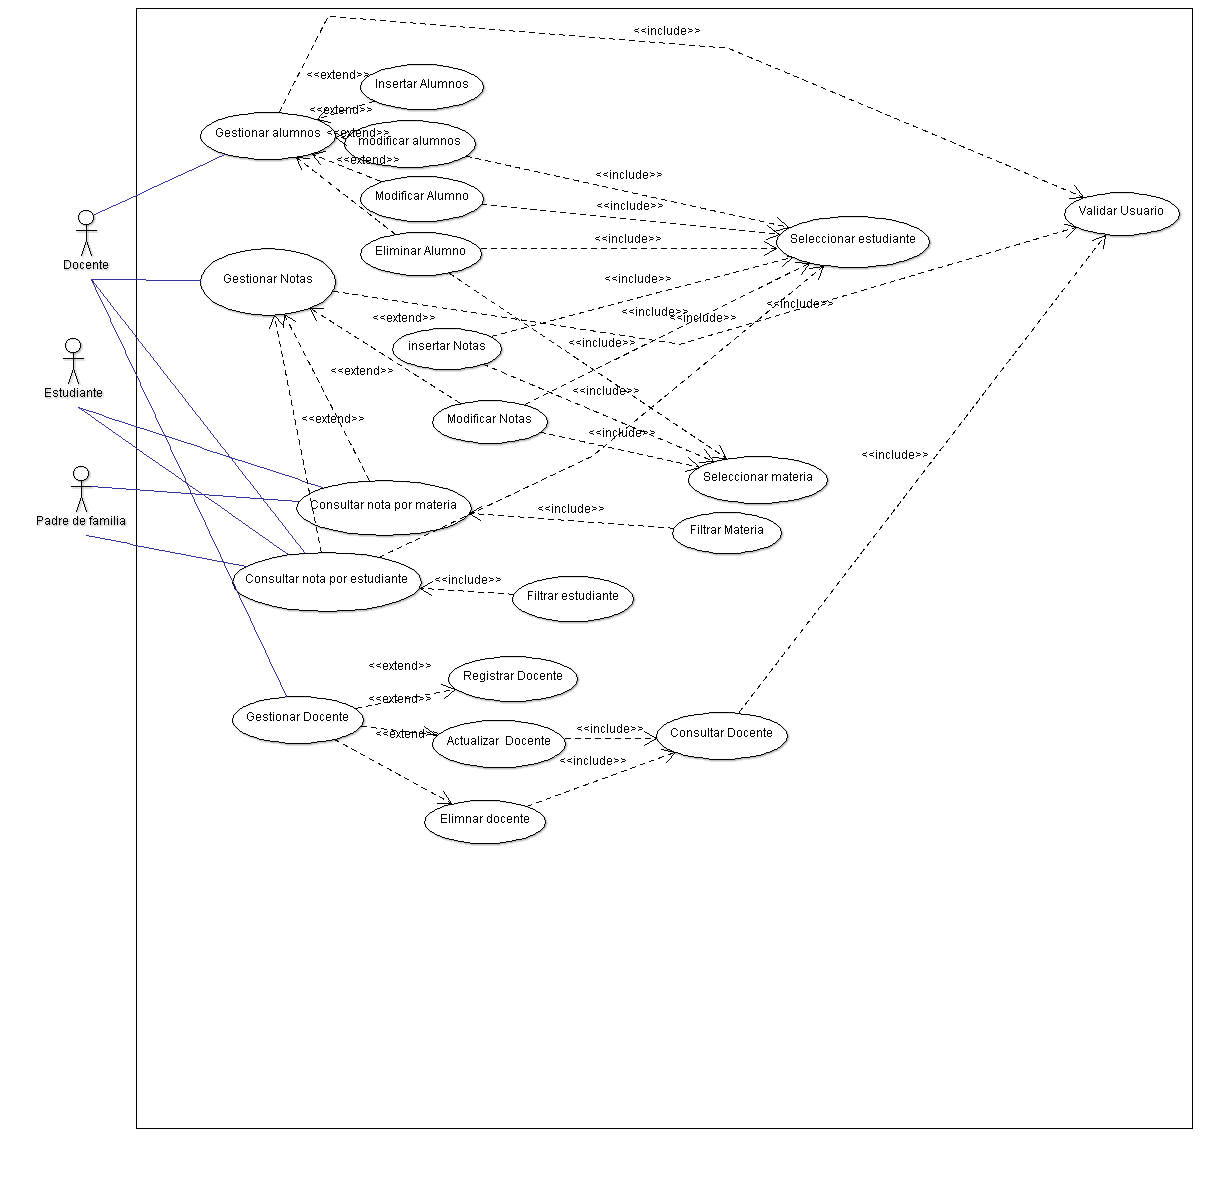 <<include>>
<<extend>>
Insertar Alumnos
<<extend>>
Gestionar alumnos
<<extend>>
modificar alumnos
<<extend>>
<<include>>
Modificar Alumno
<<include>>
Validar Usuario
Docente
Eliminar Alumno
<<include>>
Seleccionar estudiante
Gestionar Notas
<<include>>
<<include>>
<<extend>>
<<include>>
<<include>>
insertar Notas
<<include>>
<<extend>>
Estudiante
<<include>>
<<extend>>
Modificar Notas
<<include>>
<<include>>
Seleccionar materia
Consultar nota por materia
<<include>>
Padre de familia
Filtrar Materia
Consultar nota por estudiante
<<include>>
Filtrar estudiante
<<extend>>
Registrar Docente
<<extend>>
Gestionar Docente
<<extend>>
Actualizar  Docente
<<include>>
Consultar Docente
<<include>>
Elimnar docente